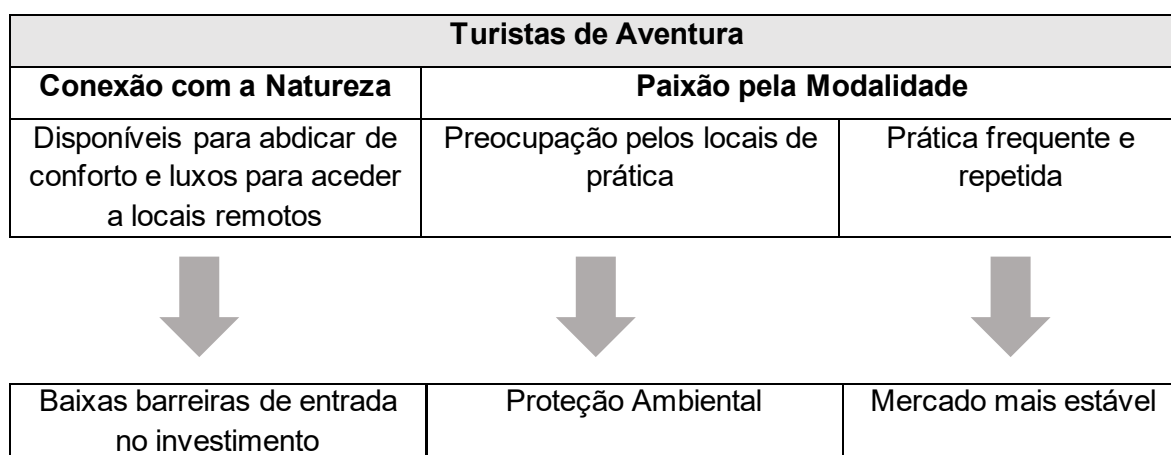 Turistas de Aventura
Conexão com a Natureza
Paixão pela Modalidade
Disponíveis para abdicar de
conforto e luxos para aceder
a locais remotos
Preocupação pelos locais de
prática
Prática frequente e
repetida
Baixas barreiras de entrada
no investimento
Proteção Ambiental
Mercado mais estável